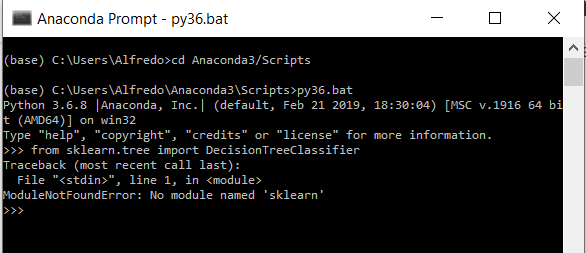 Anaconda Prompt - py36.bat
(base) C:\Users\Alfredo>cd Anaconda3/Scripts
(base) C:\Users\Alfredo\Anaconda3\Scripts>py36.bat
Python 3.6.8 |Anaconda, Inc.| (default, Feb 21 2019, 18:30:04) [MSC v.1916 64 bi
t (AMD64)] on win32
Type "help", "copyright", "credits" or "license" for more information.
>>> from sklearn.tree import DecisionTreeClassifier
Traceback (most recent call last):
  File "<stdin>", line 1, in <module>
ModuleNotFoundError: No module named 'sklearn'
>>>